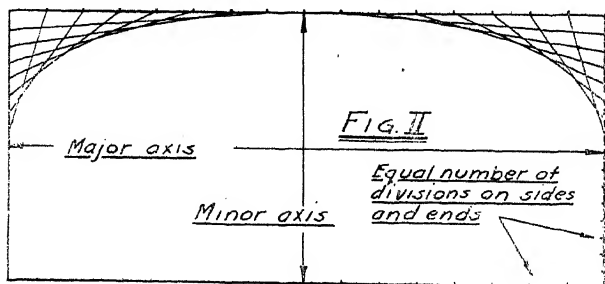 FIG. II
Major axis
Equal number of
divisions on sides
and ends
Minor axis